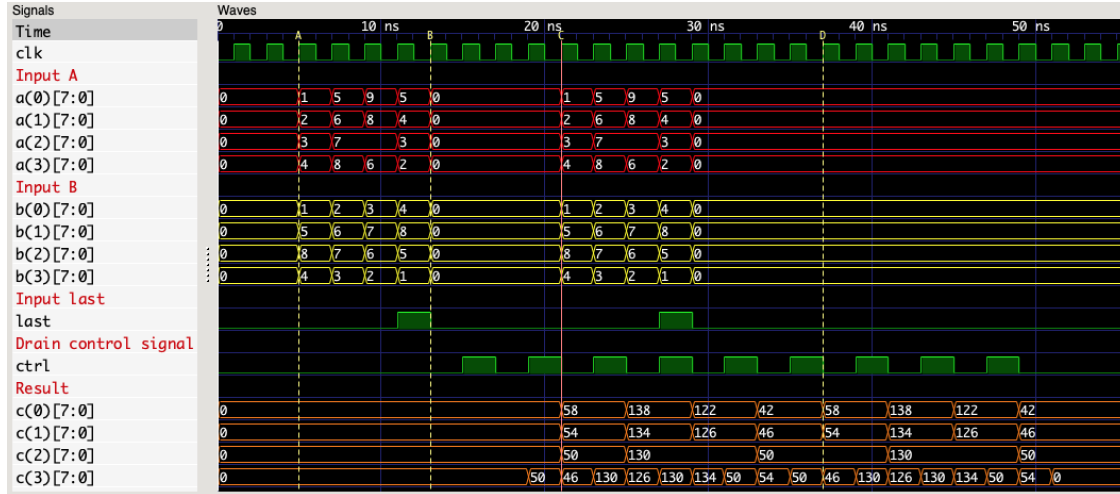 Signals Waves
Time 0 10 ns 20 ns 30 ns 40 ns 50 ns
A B C D
clk
Input A
a(0)[7:0] 0 1 5 9 5 0 1 5 9 5 0
a(1)[7:0] 0 2 6 8 4 0 2 6 8 4 0
a(2)[7:0] 0 3 7 3 0 3 7 3 0
a(3)[7:0] 0 4 8 6 2 0 4 8 6 2 0
Input B
b(0)[7:0] 0 1 2 3 4 0 1 2 3 4 0
b(1)[7:0] 0 5 6 7 8 0 5 6 7 8 0
b(2)[7:0] 0 8 7 6 5 0 8 7 6 5 0
b(3)[7:0] 0 4 3 2 1 0 4 3 2 1 0
Input last
last
Drain control signal
ctrl
Result
c(0)[7:0] 0 58 138 122 42 58 138 122 42
c(1)[7:0] 0 54 134 126 46 54 134 126 46
c(2)[7:0] 0 50 130 50 130 50
c(3)[7:0] 0 50 46 130 126 130 134 50 54 50 46 130 126 130 134 50 54 0